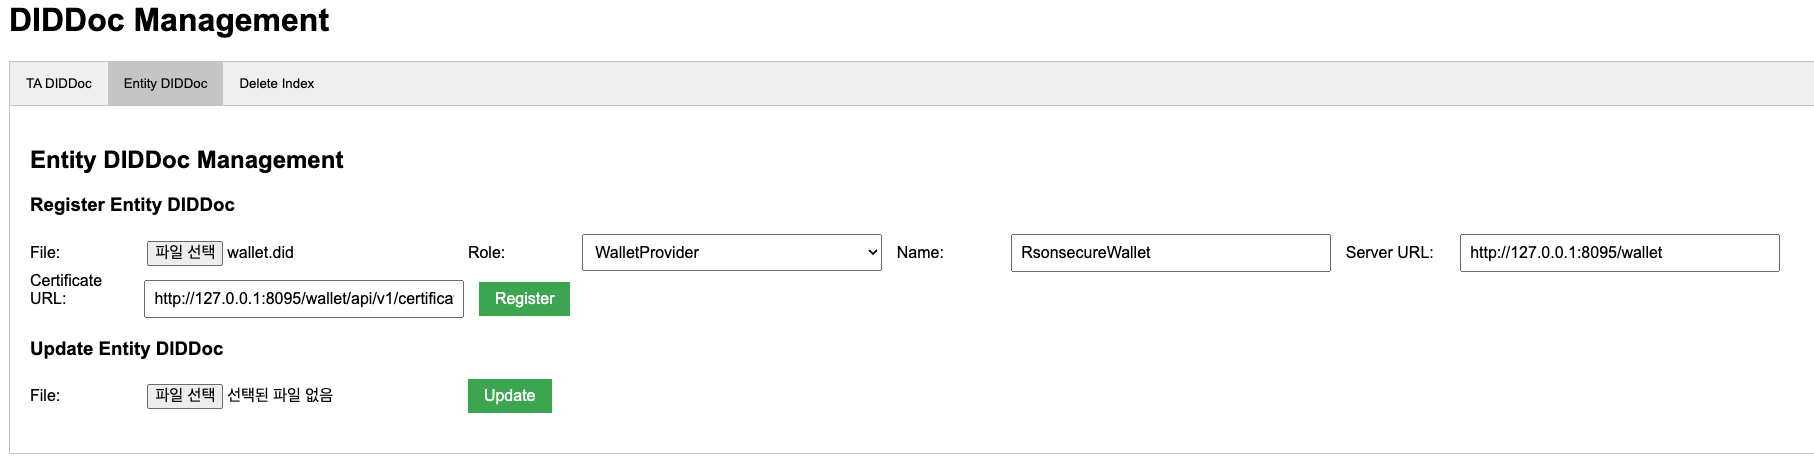 DIDDoc Management
TA DIDDoc Entity DIDDoc Delete Index
Entity DIDDoc Management
Register Entity DIDDoc
File: 파일 선택 wallet.did Role: WalletProvider Name: RsonsecureWallet Server URL: http://127.0.0.1:8095/wallet
Certificate URL: http://127.0.0.1:8095/wallet/api/v1/certifica Register
Update Entity DIDDoc
File: 파일 선택 선택된 파일 없음 Update